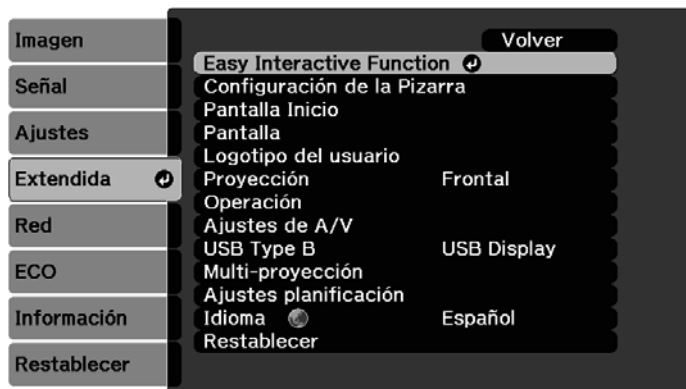 Imagen
Señal
Ajustes
Extendida
Red
ECO
Información
Restablecer
Volver
Easy Interactive Function
Configuración de la Pizarra
Pantalla Inicio
Pantalla
Logotipo del usuario
Proyección Frontal
Operación
Ajustes de A/V
USB Type B USB Display
Multi-proyección
Ajustes planificación
Idioma Español
Restablecer